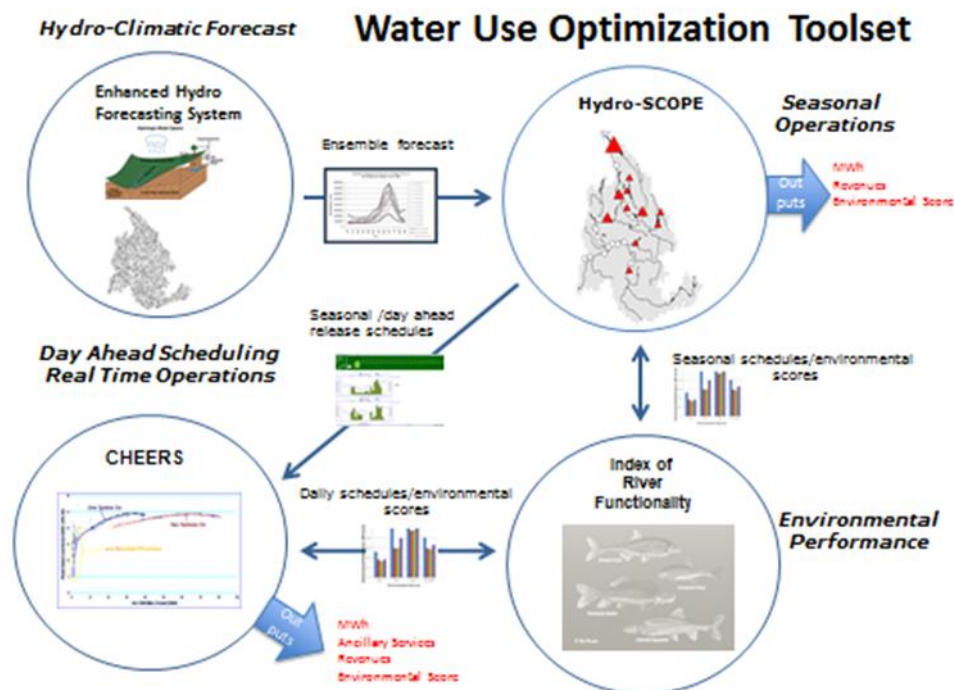 Hydro-Climatic Forecast
Water Use Optimization Toolset
Enhanced Hydro
Forecasting System
Ensemble forecast
Hydro-SCOPE
Seasonal
Operations
Out
puts
MWh
Revenues
Environmental Score
Seasonal /day ahead
release schedules
Day Ahead Scheduling
Real Time Operations
Seasonal schedules/environmental
scores
CHEERS
Daily schedules/environmental
scores
Index of
River
Functionality
Environmental
Performance
Out
puts
MWh
Ancillary Services
Revenues
Environmental Score